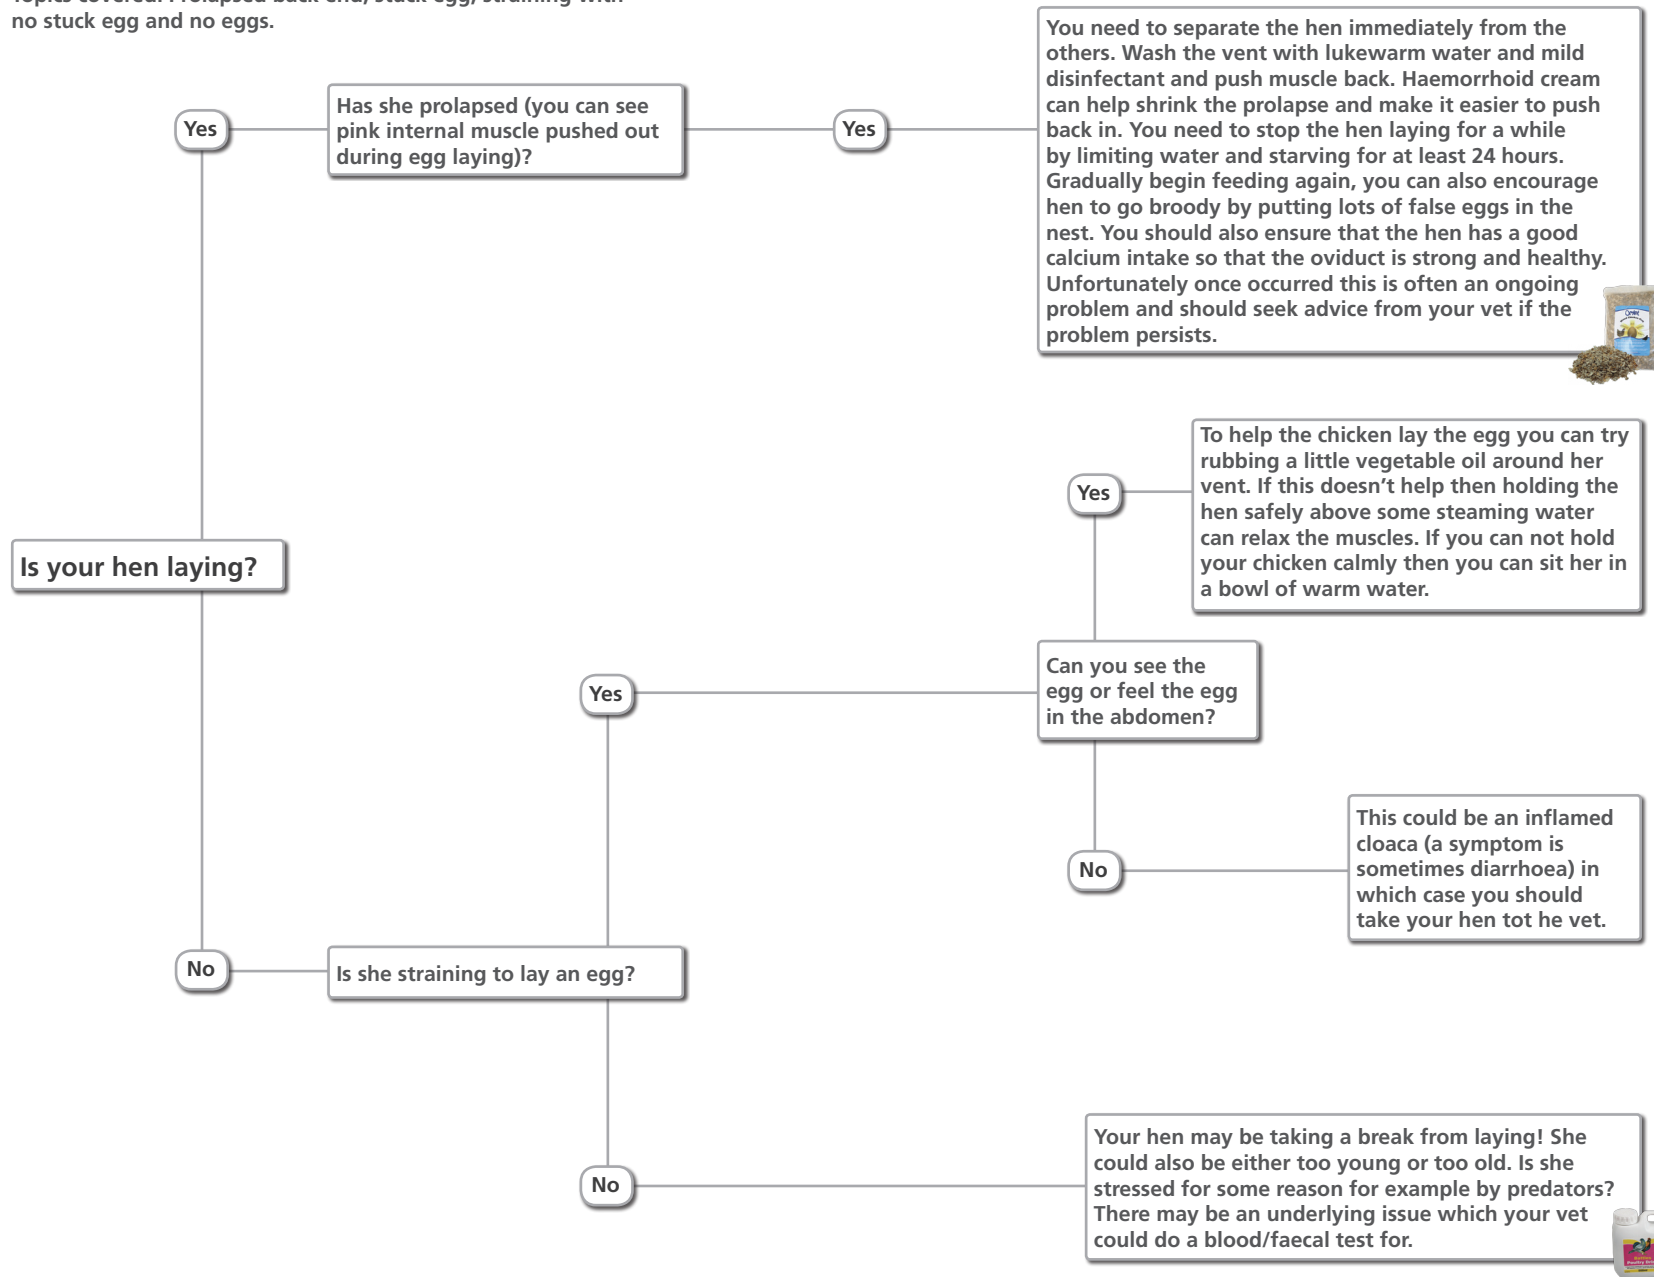 no stuck egg and no eggs.
You need to separate the hen immediately from the
others. Wash the vent with lukewarm water and mild
disinfectant and push muscle back. Haemorrhoid cream
can help shrink the prolapse and make it easier to push
back in. You need to stop the hen laying for a while
by limiting water and starving for at least 24 hours.
Gradually begin feeding again, you can also encourage
hen to go broody by putting lots of false eggs in the
nest. You should also ensure that the hen has a good
calcium intake so that the oviduct is strong and healthy.
Unfortunately once occurred this is often an ongoing
problem and should seek advice from your vet if the
problem persists.
Yes
Has she prolapsed (you can see
pink internal muscle pushed out
during egg laying)?
Yes
To help the chicken lay the egg you can try
rubbing a little vegetable oil around her
vent. If this doesn’t help then holding the
hen safely above some steaming water
can relax the muscles. If you can not hold
your chicken calmly then you can sit her in
a bowl of warm water.
Yes
Is your hen laying?
Can you see the
egg or feel the egg
in the abdomen?
Yes
This could be an inflamed
cloaca (a symptom is
sometimes diarrhoea) in
which case you should
take your hen tot he vet.
No
No
Is she straining to lay an egg?
Your hen may be taking a break from laying! She
could also be either too young or too old. Is she
stressed for some reason for example by predators?
There may be an underlying issue which your vet
could do a blood/faecal test for.
No